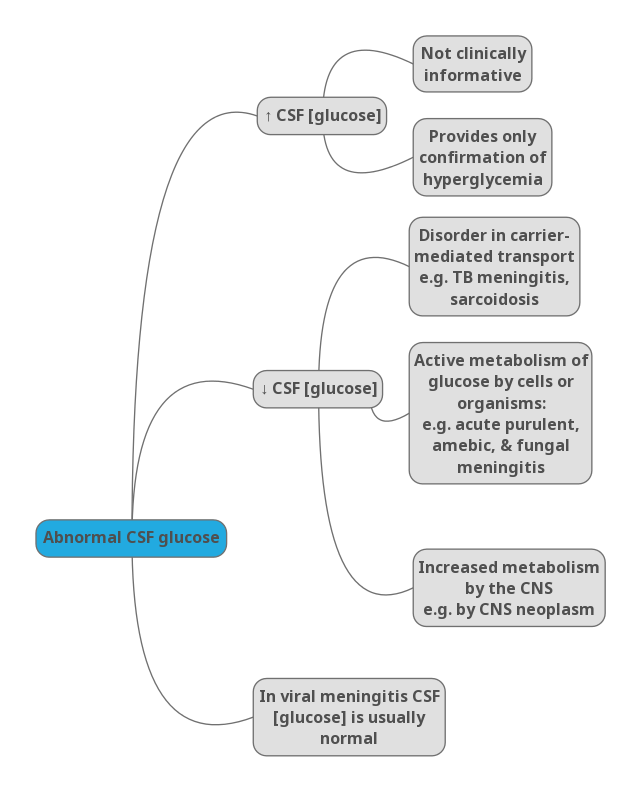 Not clinically
informative
↑ CSF [glucose]
Provides only
confirmation of
hyperglycemia
Disorder in carrier-
mediated transport
e.g. TB meningitis,
sarcoidosis
↓ CSF [glucose]
Active metabolism of
glucose by cells or
organisms:
e.g. acute purulent,
amebic, & fungal
meningitis
Abnormal CSF glucose
Increased metabolism
by the CNS
e.g. by CNS neoplasm
In viral meningitis CSF
[glucose] is usually
normal